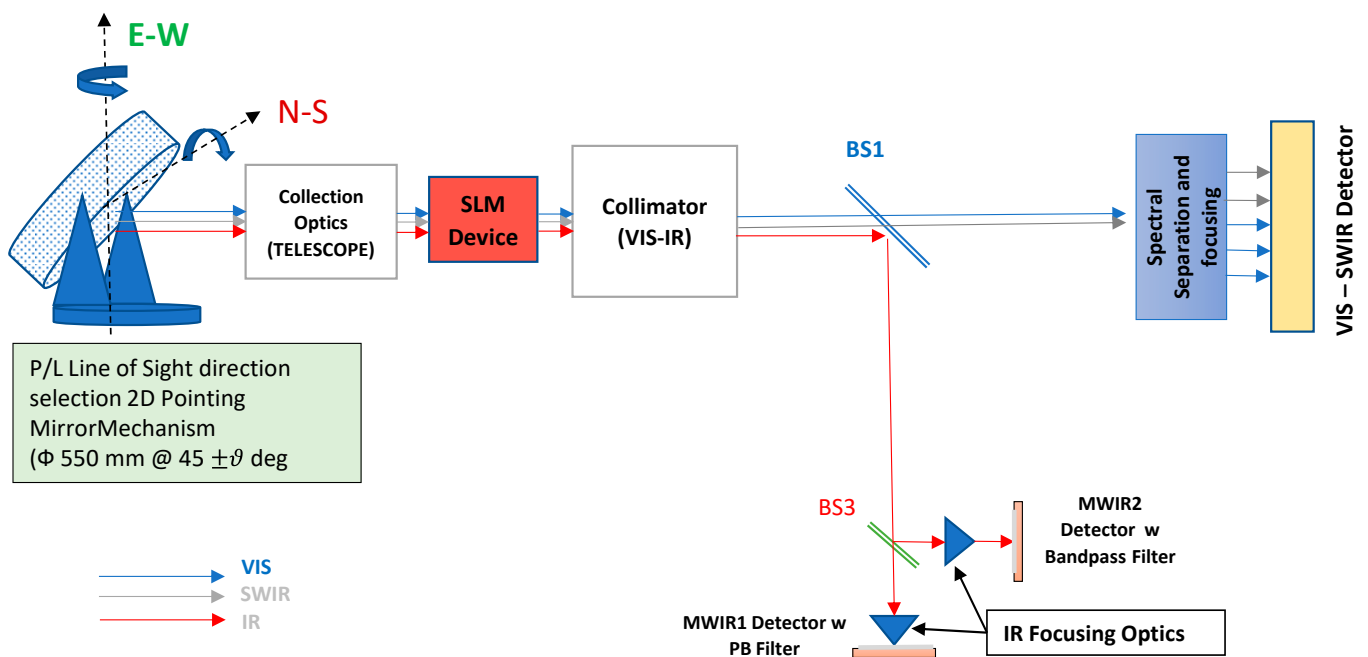 E-W
N-S
Collection
Optics
(TELESCOPE)
SLM
Device
Collimator
(VIS-IR)
BS1
Spectral
Separation and
focusing
VIS – SWIR Detector
P/L Line of Sight direction
selection 2D Pointing
MirrorMechanism
(Φ 550 mm @ 45 ±𝜗 deg
BS3
MWIR2
Detector w
Bandpass Filter
VIS
SWIR
IR
MWIR1 Detector w
PB Filter
IR Focusing Optics